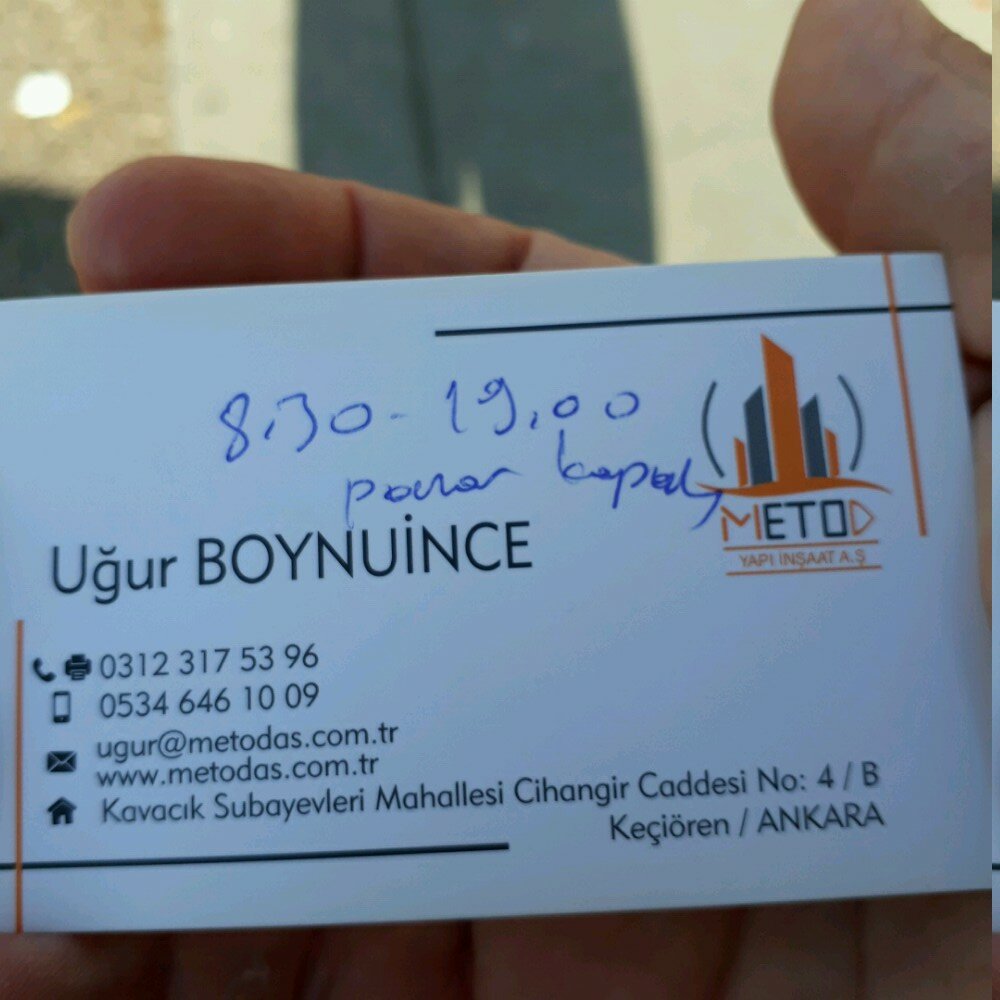 8.30 - 19.00
pazar kapalı
METOD
YAPI İNŞAAT A.Ş
Uğur BOYNUİNCE
0312 317 53 96
0534 646 10 09
ugur@metodas.com.tr
www.metodas.com.tr
Kavacık Subayevleri Mahallesi Cihangir Caddesi No: 4 / B
Keçiören / ANKARA